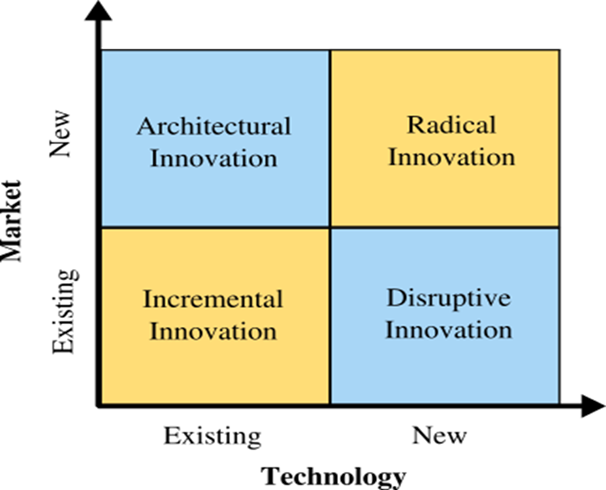 Market
New
Existing
Architectural
Innovation
Radical
Innovation
Incremental
Innovation
Disruptive
Innovation
Existing
New
Technology